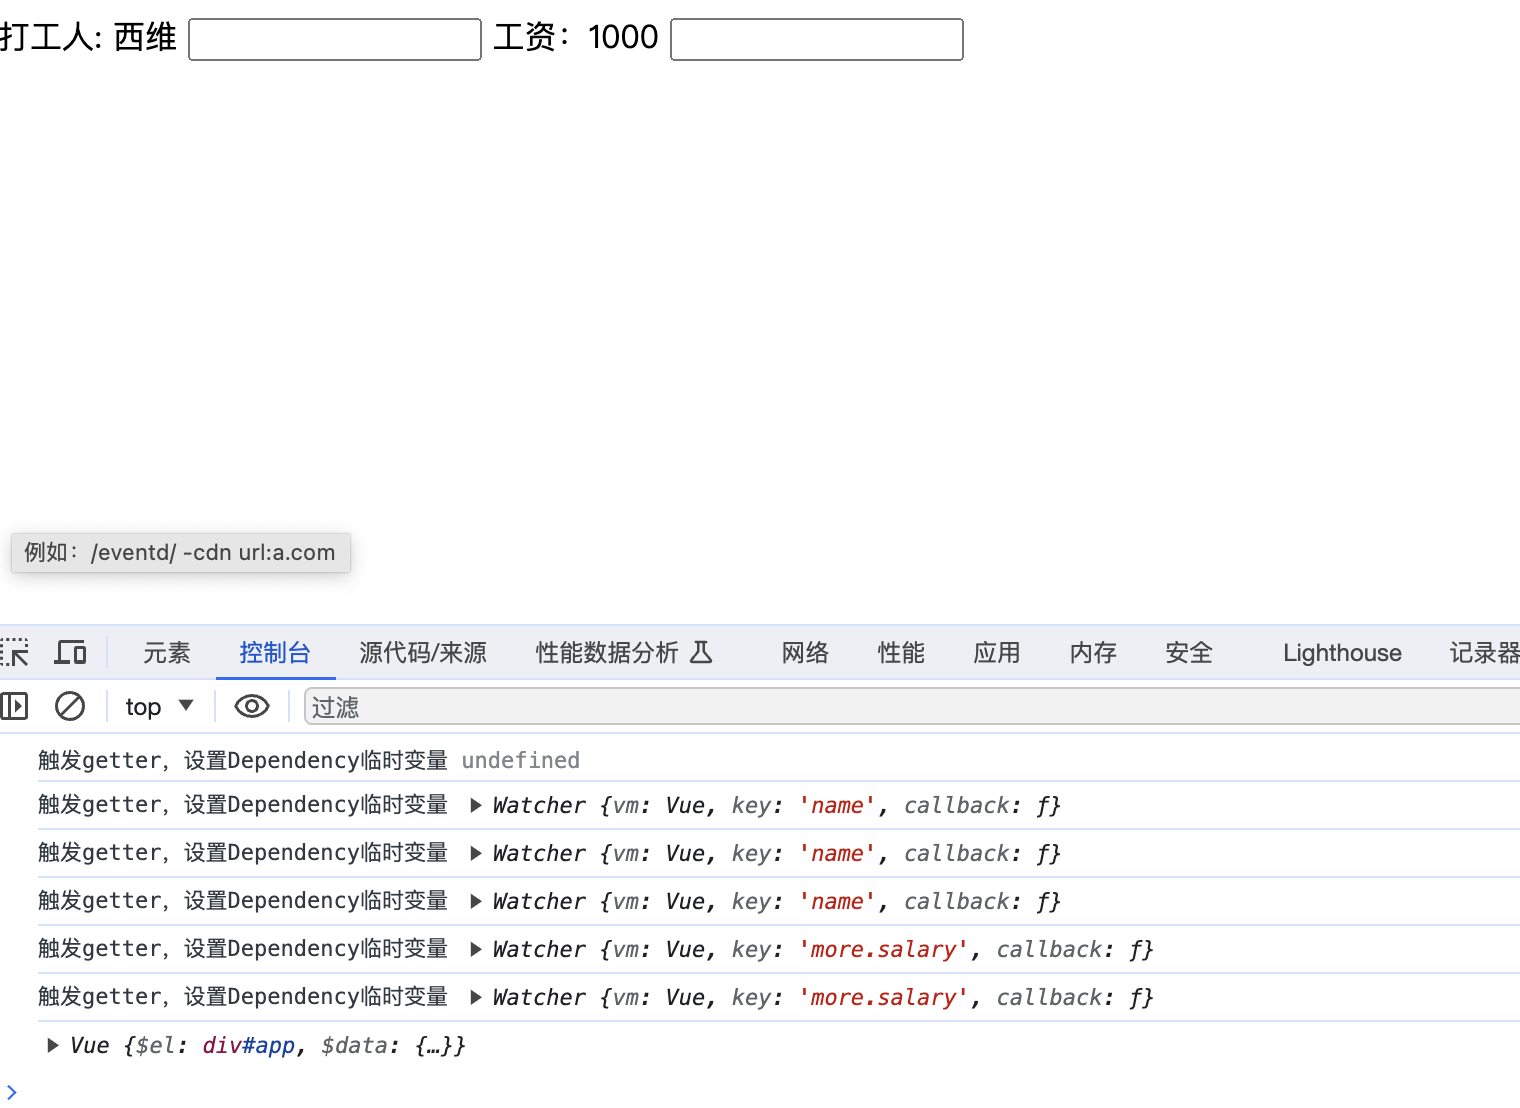 打工人: 西维 工资：1000
例如：/eventd/ -cdn url:a.com
元素 控制台 源代码/来源 性能数据分析 网络 性能 应用 内存 安全 Lighthouse 记录器
top 过滤
触发getter，设置Dependency临时变量 undefined
触发getter，设置Dependency临时变量 Watcher {vm: Vue, key: 'name', callback: ƒ}
触发getter，设置Dependency临时变量 Watcher {vm: Vue, key: 'name', callback: ƒ}
触发getter，设置Dependency临时变量 Watcher {vm: Vue, key: 'name', callback: ƒ}
触发getter，设置Dependency临时变量 Watcher {vm: Vue, key: 'more.salary', callback: ƒ}
触发getter，设置Dependency临时变量 Watcher {vm: Vue, key: 'more.salary', callback: ƒ}
Vue {$el: div#app, $data: {…}}